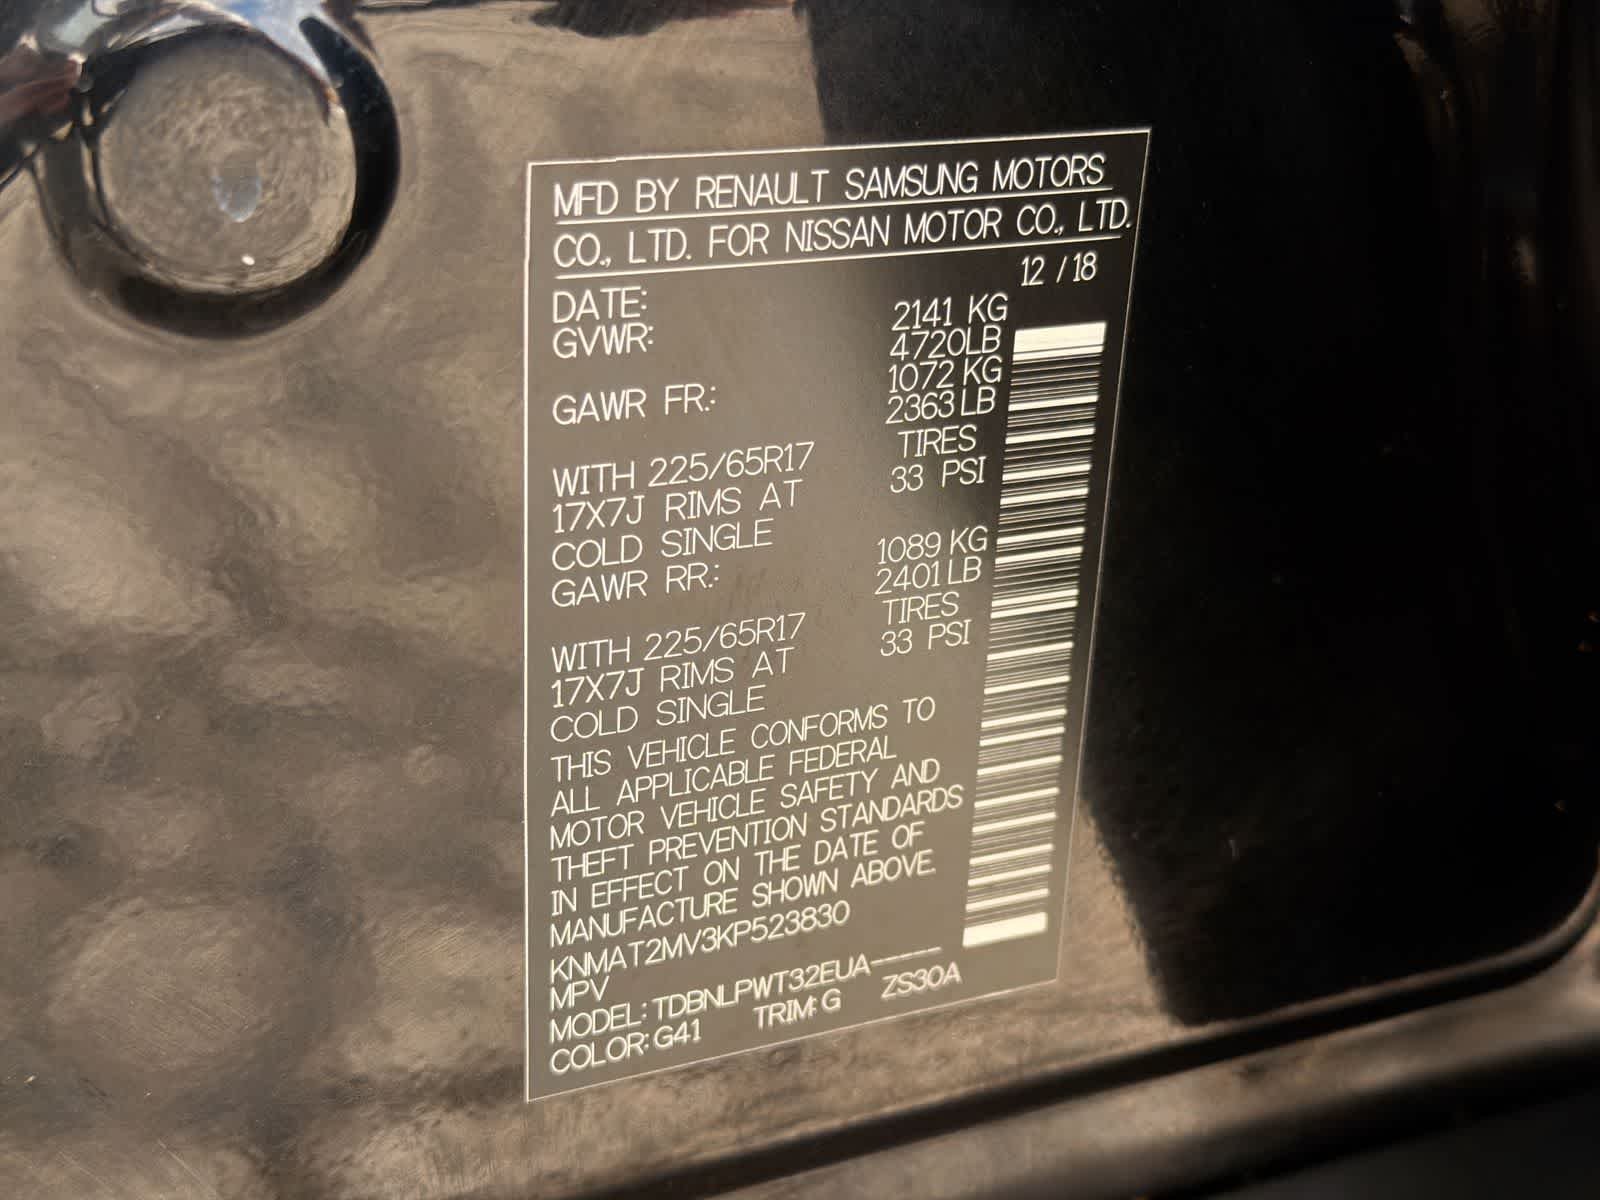 MFD BY RENAULT SAMSUNG MOTORS
CO., LTD. FOR NISSAN MOTOR CO., LTD.
DATE: 12 / 18
GVWR: 2141 KG
4720LB
GAWR FR.: 1072 KG
2363 LB
WITH 225/65R17 TIRES
17X7J RIMS AT 33 PSI
COLD SINGLE
GAWR RR.: 1089 KG
2401 LB
WITH 225/65R17 TIRES
17X7J RIMS AT 33 PSI
COLD SINGLE
THIS VEHICLE CONFORMS TO
ALL APPLICABLE FEDERAL
MOTOR VEHICLE SAFETY AND
THEFT PREVENTION STANDARDS
IN EFFECT ON THE DATE OF
MANUFACTURE SHOWN ABOVE.
KNMAT2MV3KP523830
MPV
MODEL: TDBNLPWT32EUA-----
COLOR: G41 TRIM: G ZS30A